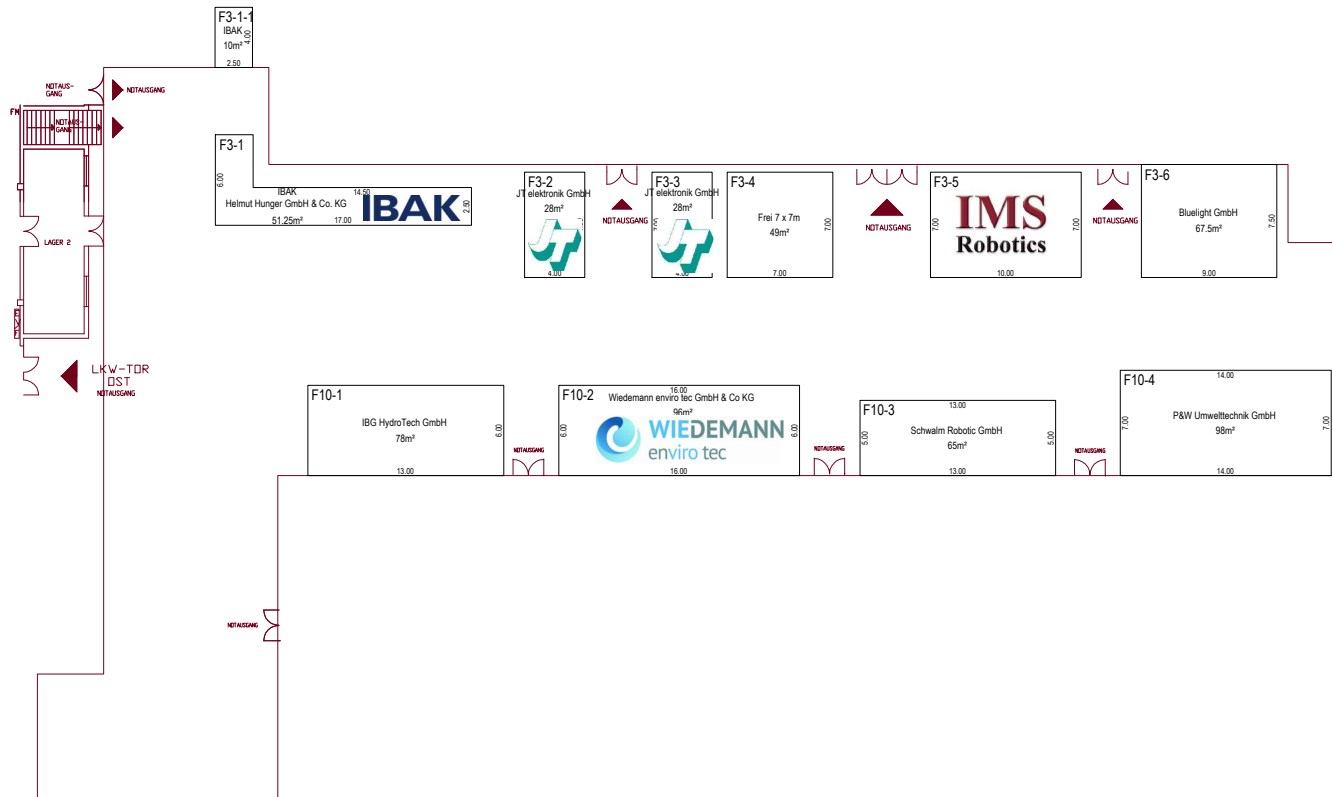 F3-1-1
IBAK
10m²
4.00
2.50
NOTAUS-
GANG
NOTAUSGANG
FM
NOTAUS-
GANG
LAGER 2
LKW-TOR
OST
NOTAUSGANG
F3-1
6.00
IBAK
14.50
Helmut Hunger GmbH & Co. KG
51.25m²
17.00
IBAK
2.50
F3-2
JT elektronik GmbH
28m²
JT
4.00
NOTAUSGANG
F3-3
JT elektronik GmbH
28m²
JT
4.00
F3-4
Frei 7 x 7m
49m²
7.00
7.00
NOTAUSGANG
F3-5
7.00
IMS
Robotics
7.00
10.00
NOTAUSGANG
F3-6
Bluelight GmbH
67.5m²
7.50
9.00
F10-1
IBG HydroTech GmbH
78m²
6.00
13.00
NOTAUSGANG
F10-2
16.00
Wiedemann enviro tec GmbH & Co KG
96m²
6.00
WIEDEMANN
enviro tec
6.00
16.00
NOTAUSGANG
F10-3
13.00
Schwalm Robotic GmbH
65m²
5.00
5.00
13.00
NOTAUSGANG
F10-4
14.00
P&W Umwelttechnik GmbH
98m²
7.00
7.00
14.00
NOTAUSGANG